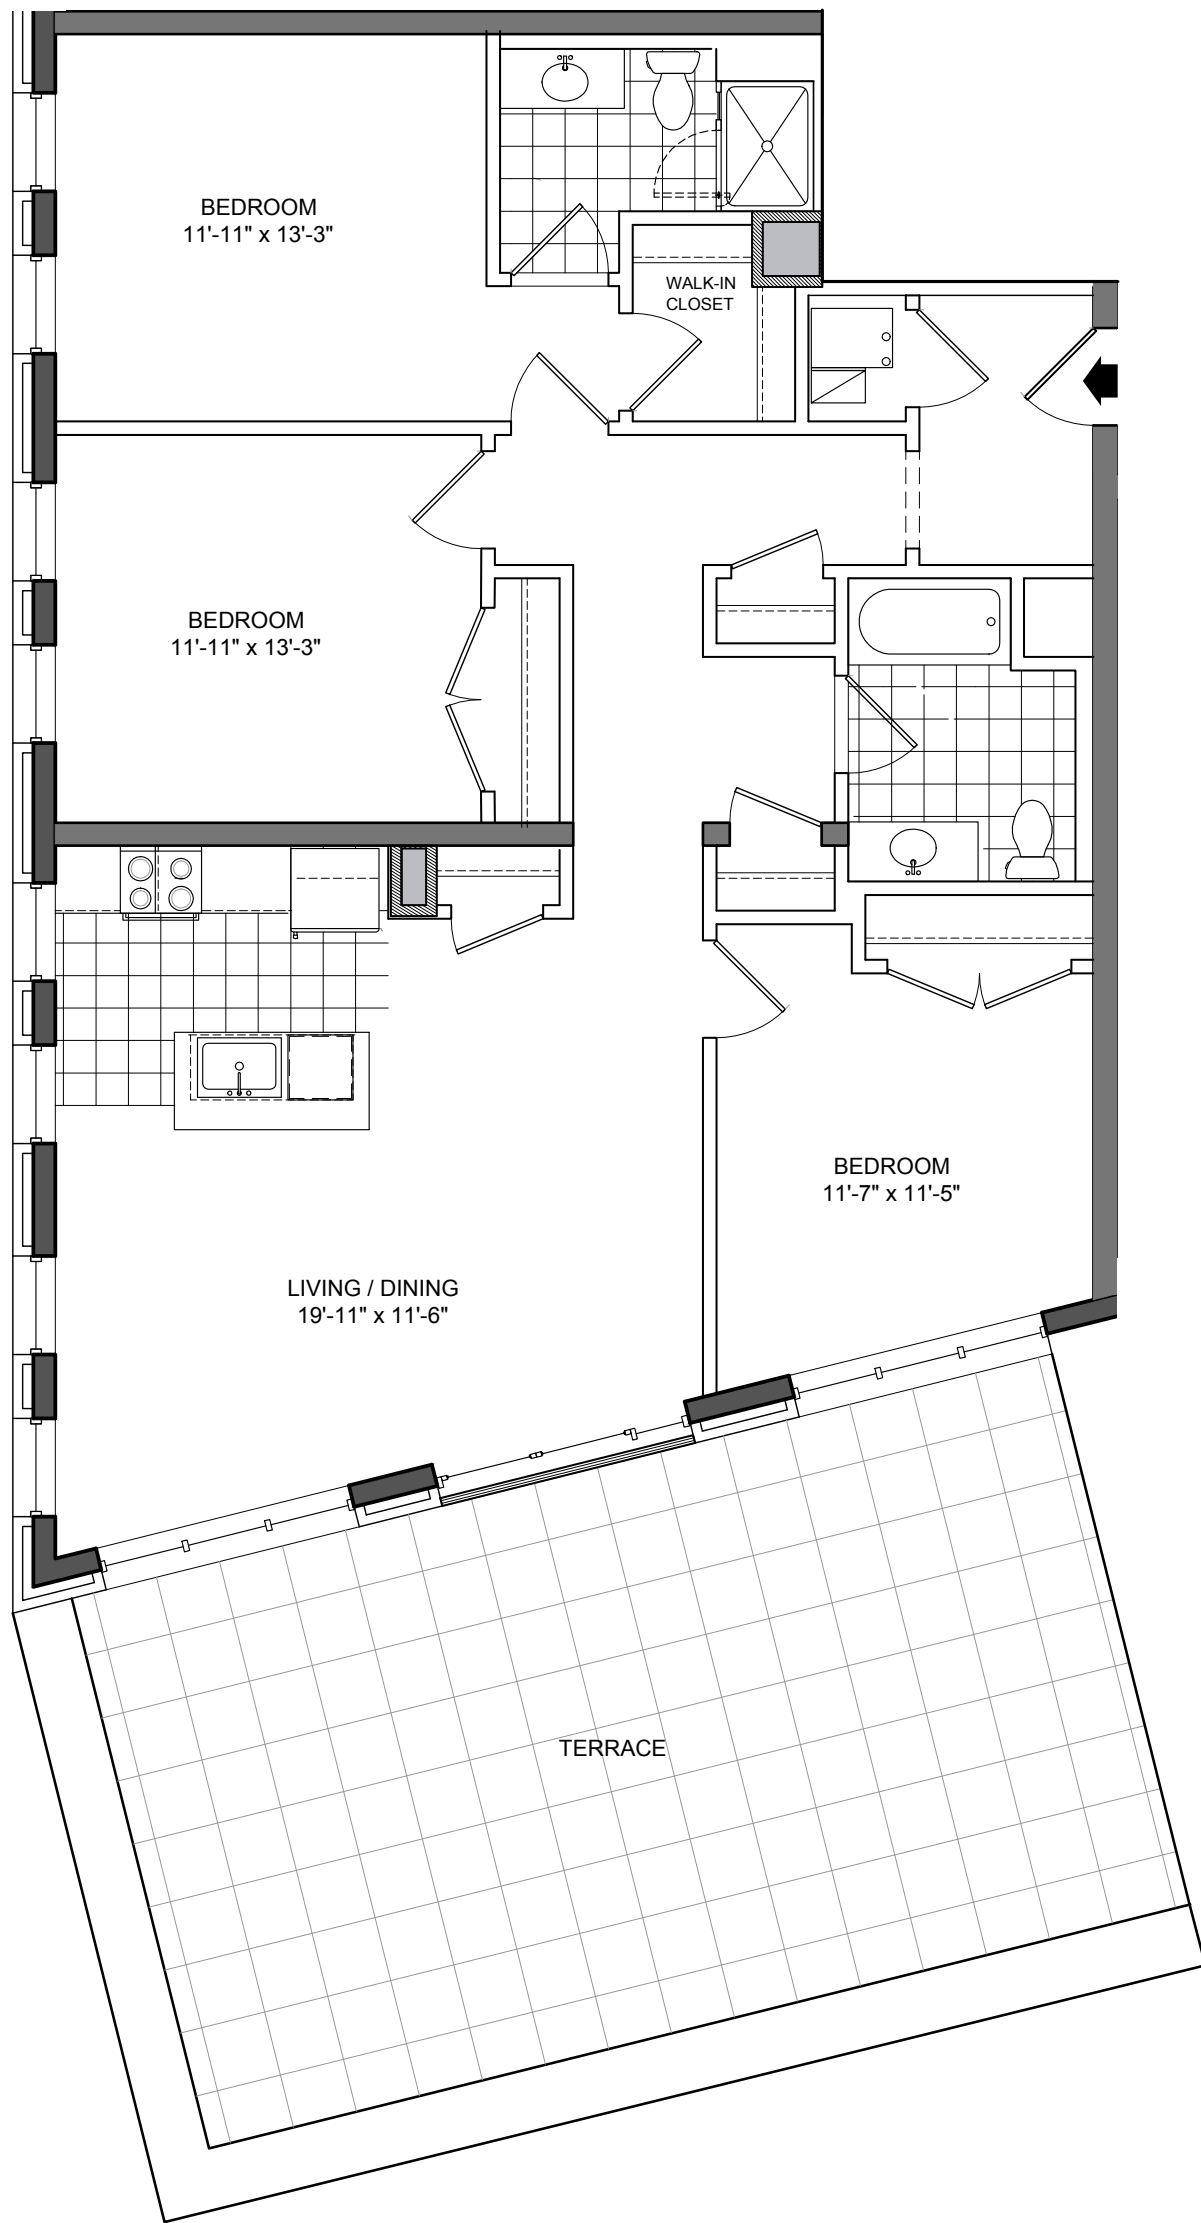 BEDROOM
11'-11" x 13'-3"
WALK-IN
CLOSET
BEDROOM
11'-11" x 13'-3"
BEDROOM
11'-7" x 11'-5"
LIVING / DINING
19'-11" x 11'-6"
TERRACE